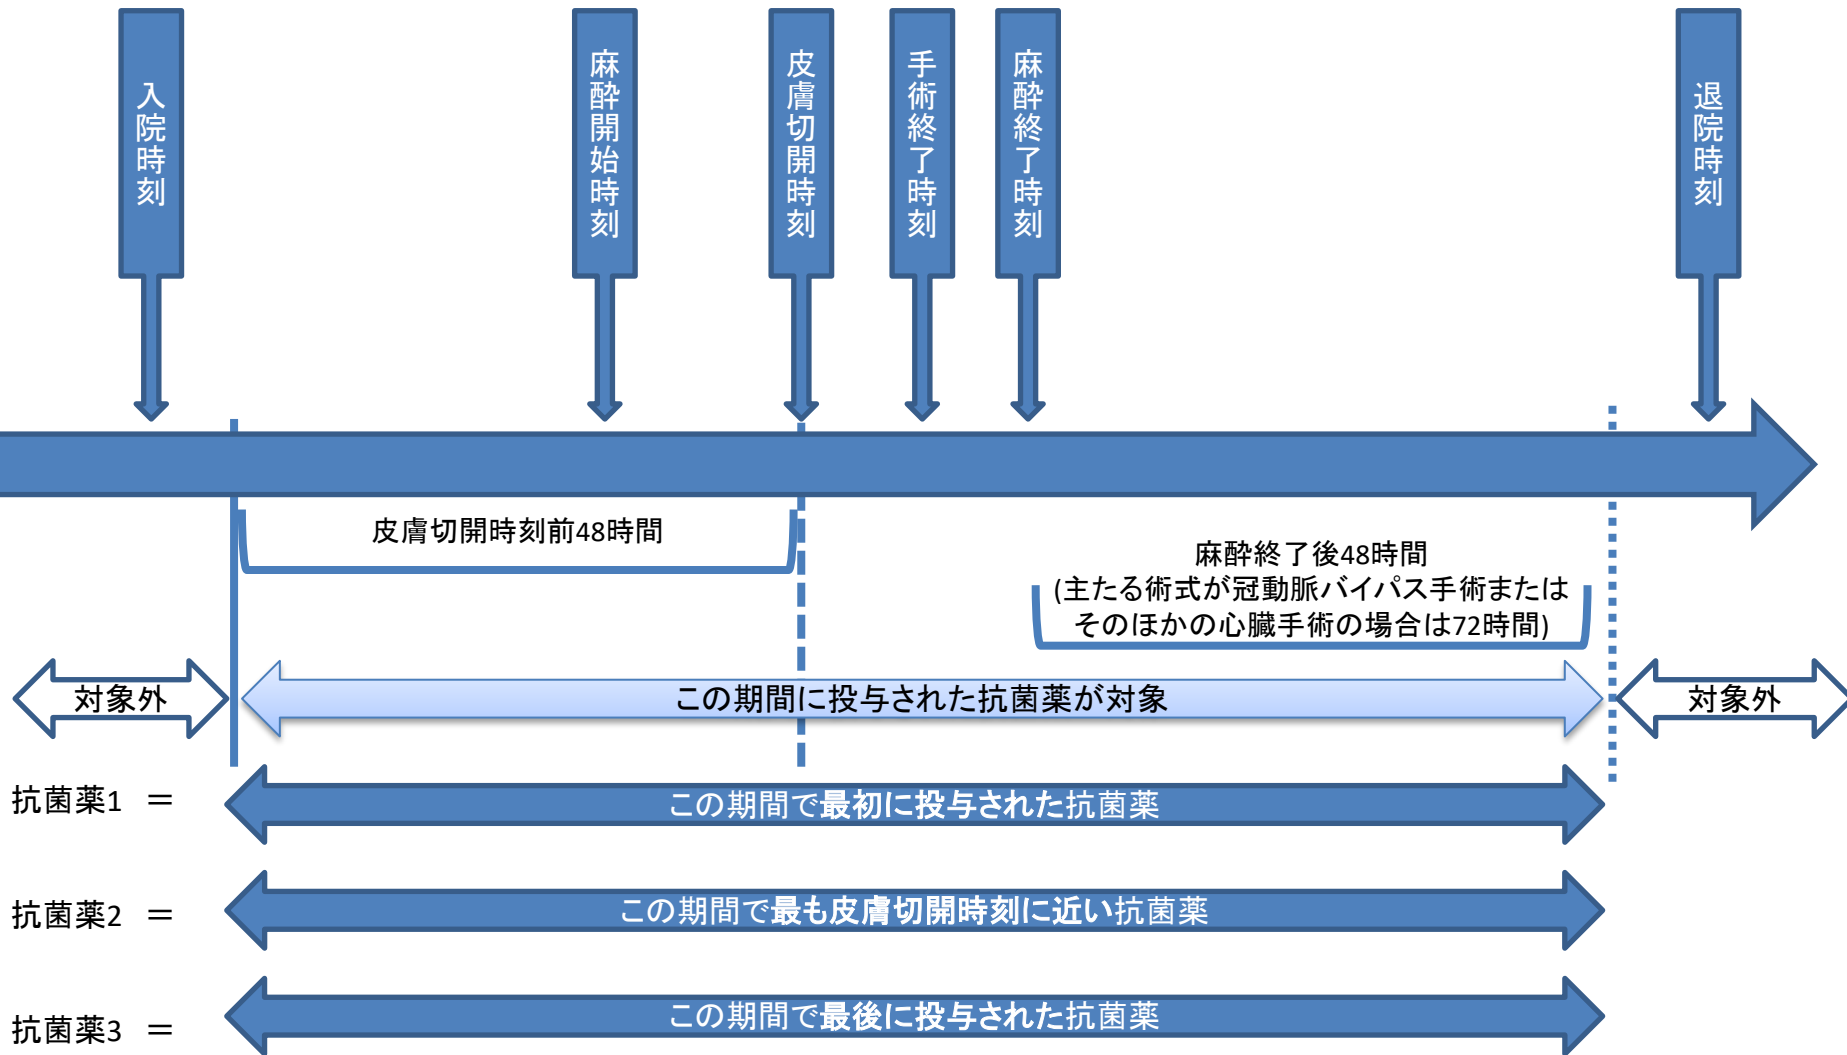 入院時刻
麻酔開始時刻
皮膚切開時刻
手術終了時刻
麻酔終了時刻
退院時刻
皮膚切開時刻前48時間
麻酔終了後48時間
(主たる術式が冠動脈バイパス手術または
そのほかの心臓手術の場合は72時間)
対象外
この期間に投与された抗菌薬が対象
対象外
抗菌薬1 ＝
この期間で最初に投与された抗菌薬
抗菌薬2 ＝
この期間で最も皮膚切開時刻に近い抗菌薬
抗菌薬3 ＝
この期間で最後に投与された抗菌薬